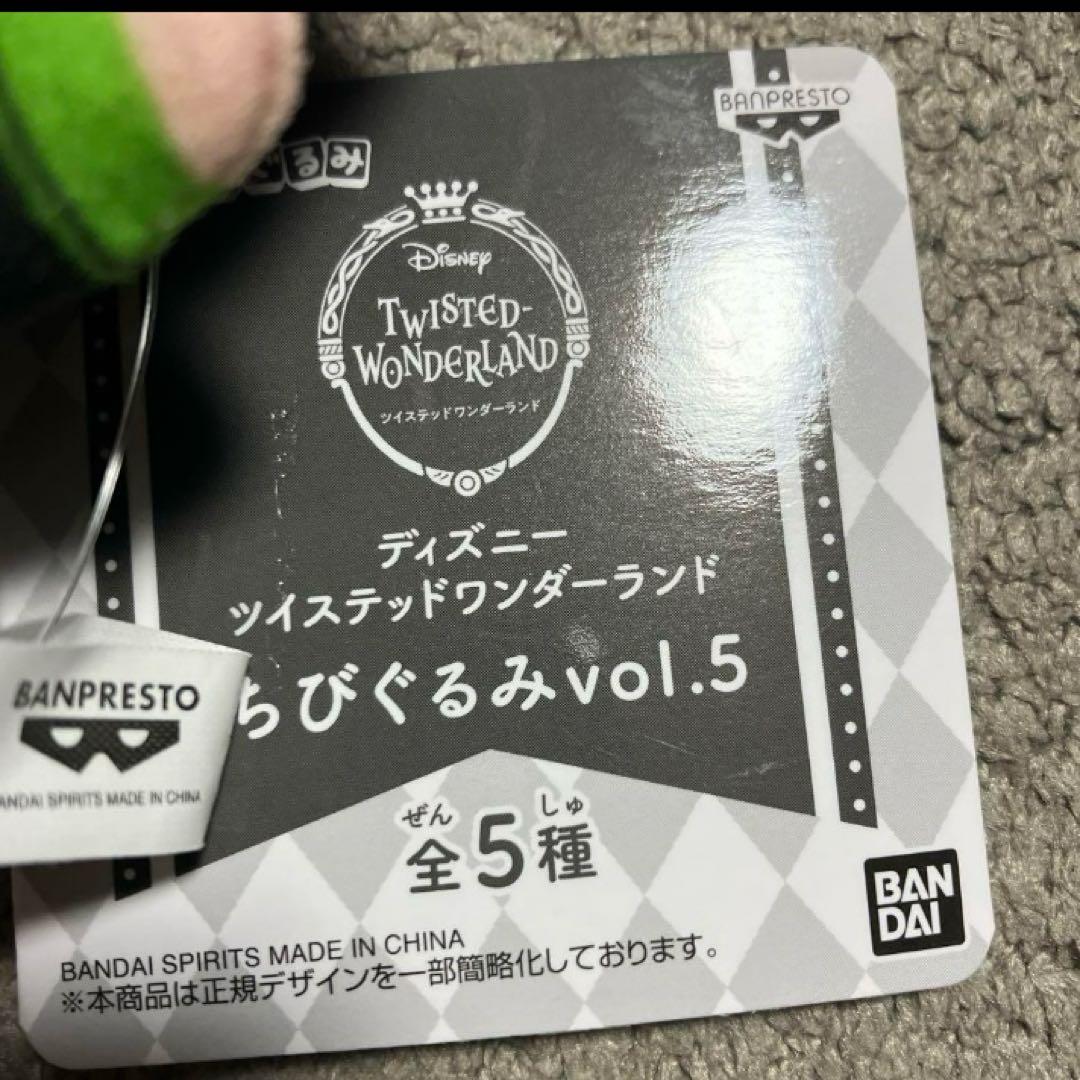 BANPRESTO
ぐるみ
DISNEY
TWISTED-
WONDERLAND
ツイステッドワンダーランド
ディズニー
ツイステッドワンダーランド
ちびぐるみvol.5
BANPRESTO
BANDAI SPIRITS MADE IN CHINA
ぜん しゅ
全5種
BAN
DAI
BANDAI SPIRITS MADE IN CHINA
※本商品は正規デザインを一部簡略化しております。